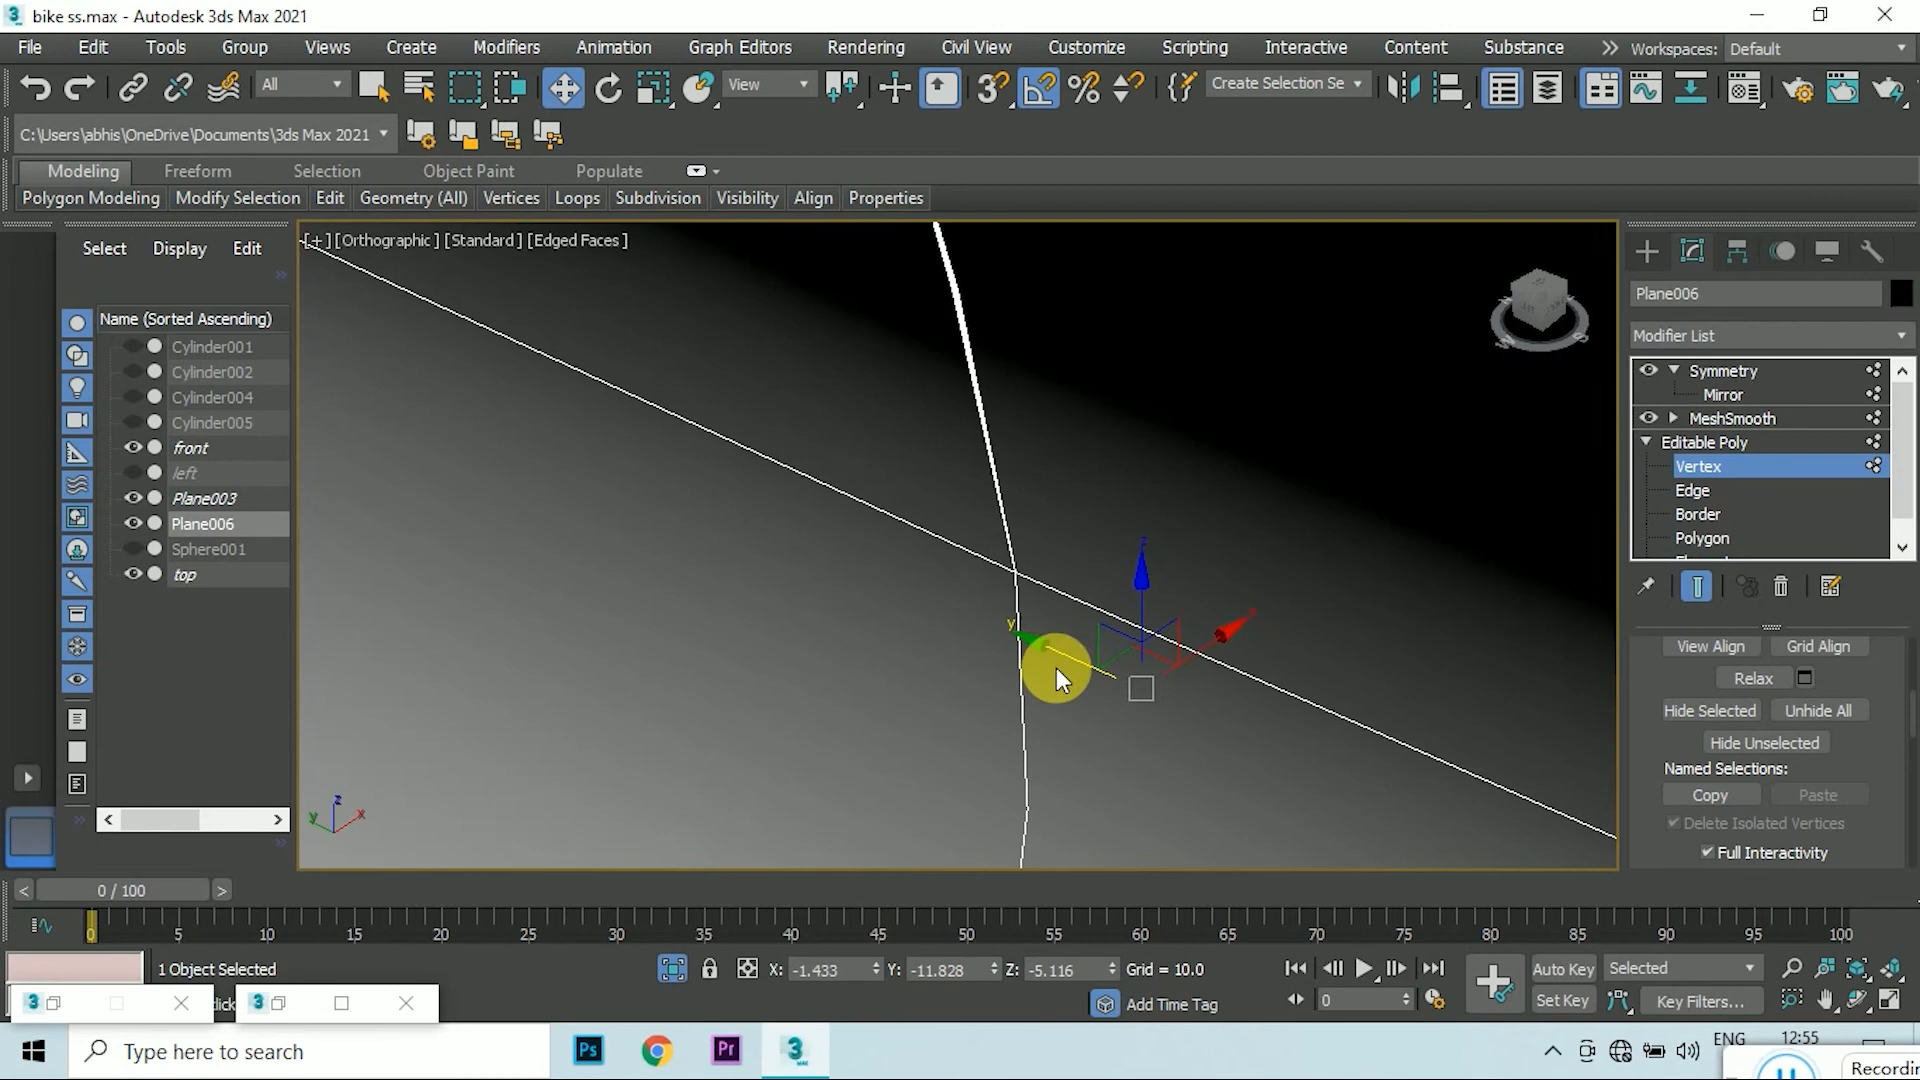 bike ss.max - Autodesk 3ds Max 2021
File Edit Tools Group Views Create Modifiers Animation Graph Editors Rendering Civil View Customize Scripting Interactive Content Substance Workspaces: Default
All View Create Selection Se
C:\Users\abhis\OneDrive\Documents\3ds Max 2021
Modeling Freeform Selection Object Paint Populate
Polygon Modeling Modify Selection Edit Geometry (All) Vertices Loops Subdivision Visibility Align Properties
Select Display Edit
[+][Orthographic][Standard][Edged Faces]
Name (Sorted Ascending)
Cylinder001
Cylinder002
Cylinder004
Cylinder005
front
left
Plane003
Plane006
Sphere001
top
W S
z
y
z y x
Plane006
Modifier List
Symmetry
Mirror
MeshSmooth
Editable Poly
Vertex
Edge
Border
Polygon
View Align Grid Align
Relax
Hide Selected Unhide All
Hide Unselected
Named Selections:
Copy Paste
Delete Isolated Vertices
Full Interactivity
< 0 / 100 >
0 5 10 15 20 25 30 35 40 45 50 55 60 65 70 75 80 85 90 95 100
1 Object Selected X: -1.433 Y: -11.828 Z: -5.116 Grid = 10.0 Auto Key Selected
Add Time Tag 0 Set Key Key Filters...
3 3
Type here to search Ps Pr 3 ENG 12:55